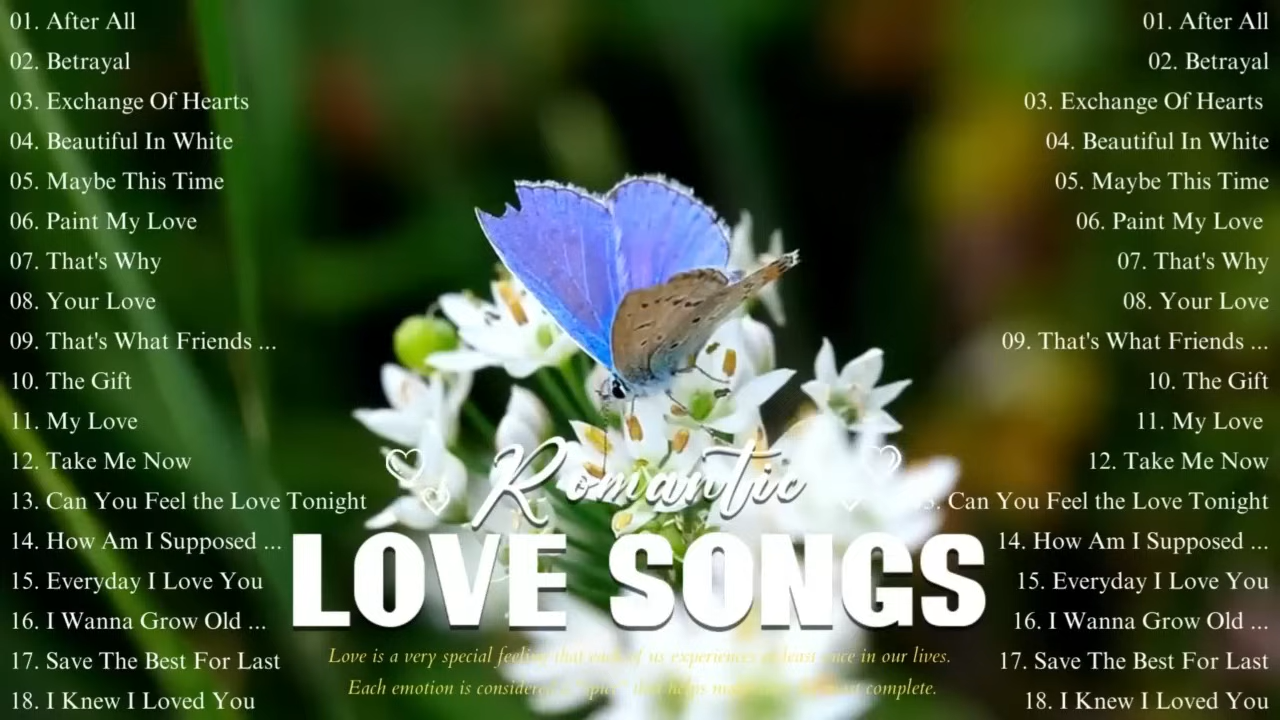 01. After All
02. Betrayal
03. Exchange Of Hearts
04. Beautiful In White
05. Maybe This Time
06. Paint My Love
07. That's Why
08. Your Love
09. That's What Friends ...
10. The Gift
11. My Love
12. Take Me Now
13. Can You Feel the Love Tonight
14. How Am I Supposed ...
15. Everyday I Love You
16. I Wanna Grow Old ...
17. Save The Best For Last
18. I Knew I Loved You
Romantic
LOVE SONGS
Love is a very special feeling that each of us experiences at least once in our lives.
Each emotion is considered a "spice" that helps complete.
01. After All
02. Betrayal
03. Exchange Of Hearts
04. Beautiful In White
05. Maybe This Time
06. Paint My Love
07. That's Why
08. Your Love
09. That's What Friends ...
10. The Gift
11. My Love
12. Take Me Now
Can You Feel the Love Tonight
14. How Am I Supposed ...
15. Everyday I Love You
16. I Wanna Grow Old ...
17. Save The Best For Last
18. I Knew I Loved You